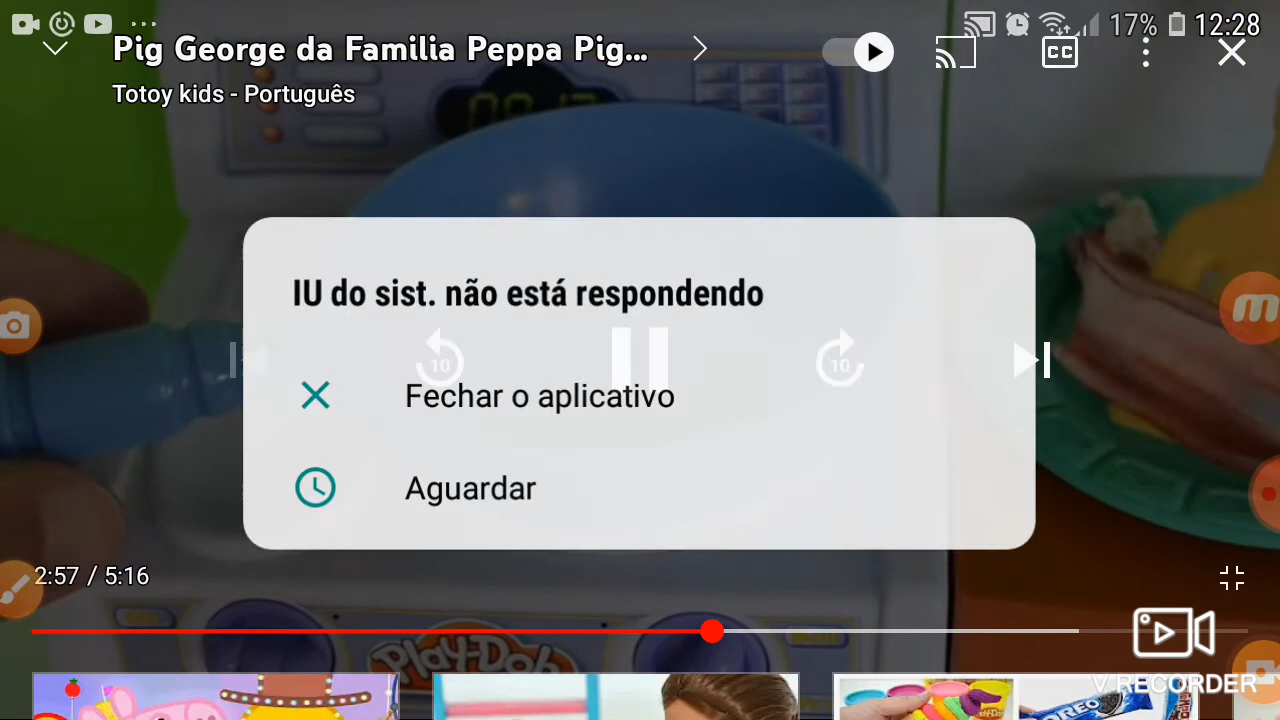 17% 12:28
Pig George da Familia Peppa Pig...
CC
Totoy kids - Português
IU do sist. não está respondendo
10
10
Fechar o aplicativo
Aguardar
2:57 / 5:16
PLAY-DOH
V RECORDER
OREO